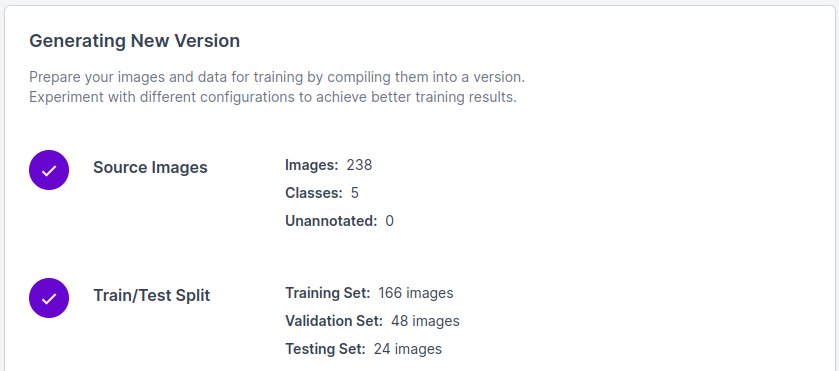 Generating New Version
Prepare your images and data for training by compiling them into a version.
Experiment with different configurations to achieve better training results.
Source Images
Images: 238
Classes: 5
Unannotated: 0
Train/Test Split
Training Set: 166 images
Validation Set: 48 images
Testing Set: 24 images